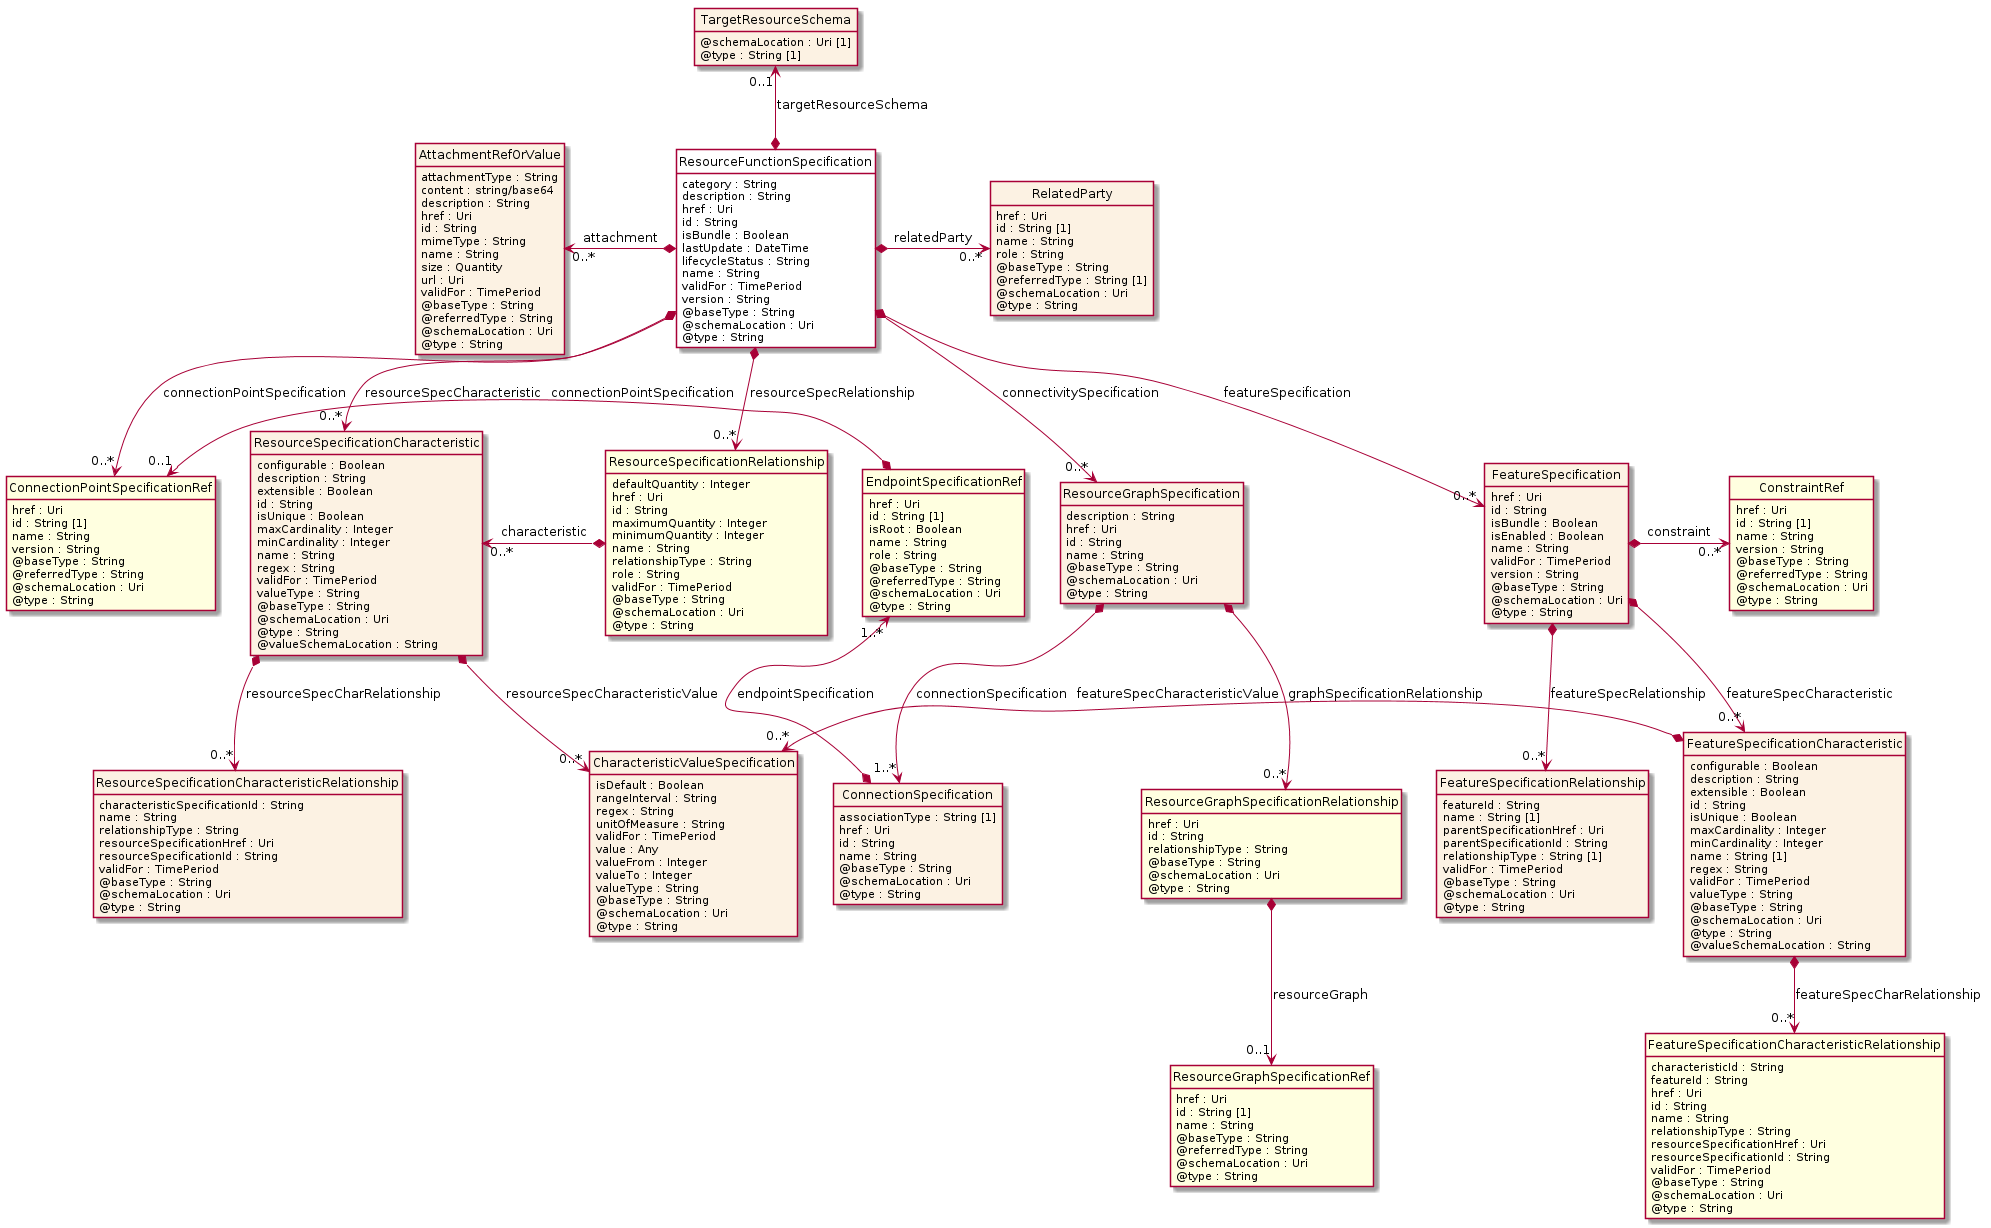 TargetResourceSchema
@schemaLocation : Uri [1]
@type : String [1]
0..1
targetResourceSchema
AttachmentRefOrValue
attachmentType : String
content : string/base64
description : String
href : Uri
id : String
mimeType : String
name : String
size : Quantity
url : Uri
validFor : TimePeriod
@baseType : String
@referredType : String
@schemaLocation : Uri
@type : String
attachment
0..*
ResourceFunctionSpecification
category : String
description : String
href : Uri
id : String
isBundle : Boolean
lastUpdate : DateTime
lifecycleStatus : String
name : String
validFor : TimePeriod
version : String
@baseType : String
@schemaLocation : Uri
@type : String
relatedParty
0..*
RelatedParty
href : Uri
id : String [1]
name : String
role : String
@baseType : String
@referredType : String [1]
@schemaLocation : Uri
@type : String
connectionPointSpecification
resourceSpecCharacteristic
connectionPointSpecification
resourceSpecRelationship
connectivitySpecification
featureSpecification
0..*
0..1
0..*
0..*
0..*
0..*
ConnectionPointSpecificationRef
href : Uri
id : String [1]
name : String
version : String
@baseType : String
@referredType : String
@schemaLocation : Uri
@type : String
ResourceSpecificationCharacteristic
configurable : Boolean
description : String
extensible : Boolean
id : String
isUnique : Boolean
maxCardinality : Integer
minCardinality : Integer
name : String
regex : String
validFor : TimePeriod
valueType : String
@baseType : String
@schemaLocation : Uri
@type : String
@valueSchemaLocation : String
characteristic
0..*
ResourceSpecificationRelationship
defaultQuantity : Integer
href : Uri
id : String
maximumQuantity : Integer
minimumQuantity : Integer
name : String
relationshipType : String
role : String
validFor : TimePeriod
@baseType : String
@schemaLocation : Uri
@type : String
EndpointSpecificationRef
href : Uri
id : String [1]
isRoot : Boolean
name : String
role : String
@baseType : String
@referredType : String
@schemaLocation : Uri
@type : String
1..*
ResourceGraphSpecification
description : String
href : Uri
id : String
name : String
@baseType : String
@schemaLocation : Uri
@type : String
FeatureSpecification
href : Uri
id : String
isBundle : Boolean
isEnabled : Boolean
name : String
validFor : TimePeriod
version : String
@baseType : String
@schemaLocation : Uri
@type : String
constraint
0..*
ConstraintRef
href : Uri
id : String [1]
name : String
version : String
@baseType : String
@referredType : String
@schemaLocation : Uri
@type : String
resourceSpecCharRelationship
resourceSpecCharacteristicValue
endpointSpecification
connectionSpecification
featureSpecCharacteristicValue
graphSpecificationRelationship
featureSpecRelationship
featureSpecCharacteristic
0..*
0..*
0..*
1..*
0..*
0..*
0..*
ResourceSpecificationCharacteristicRelationship
characteristicSpecificationId : String
name : String
relationshipType : String
resourceSpecificationHref : Uri
resourceSpecificationId : String
validFor : TimePeriod
@baseType : String
@schemaLocation : Uri
@type : String
CharacteristicValueSpecification
isDefault : Boolean
rangeInterval : String
regex : String
unitOfMeasure : String
validFor : TimePeriod
value : Any
valueFrom : Integer
valueTo : Integer
valueType : String
@baseType : String
@schemaLocation : Uri
@type : String
ConnectionSpecification
associationType : String [1]
href : Uri
id : String
name : String
@baseType : String
@schemaLocation : Uri
@type : String
ResourceGraphSpecificationRelationship
href : Uri
id : String
relationshipType : String
@baseType : String
@schemaLocation : Uri
@type : String
FeatureSpecificationRelationship
featureId : String
name : String [1]
parentSpecificationHref : Uri
parentSpecificationId : String
relationshipType : String [1]
validFor : TimePeriod
@baseType : String
@schemaLocation : Uri
@type : String
FeatureSpecificationCharacteristic
configurable : Boolean
description : String
extensible : Boolean
id : String
isUnique : Boolean
maxCardinality : Integer
minCardinality : Integer
name : String [1]
regex : String
validFor : TimePeriod
valueType : String
@baseType : String
@schemaLocation : Uri
@type : String
@valueSchemaLocation : String
resourceGraph
0..1
featureSpecCharRelationship
0..*
ResourceGraphSpecificationRef
href : Uri
id : String [1]
name : String
@baseType : String
@referredType : String
@schemaLocation : Uri
@type : String
FeatureSpecificationCharacteristicRelationship
characteristicId : String
featureId : String
href : Uri
id : String
name : String
relationshipType : String
resourceSpecificationHref : Uri
resourceSpecificationId : String
validFor : TimePeriod
@baseType : String
@schemaLocation : Uri
@type : String